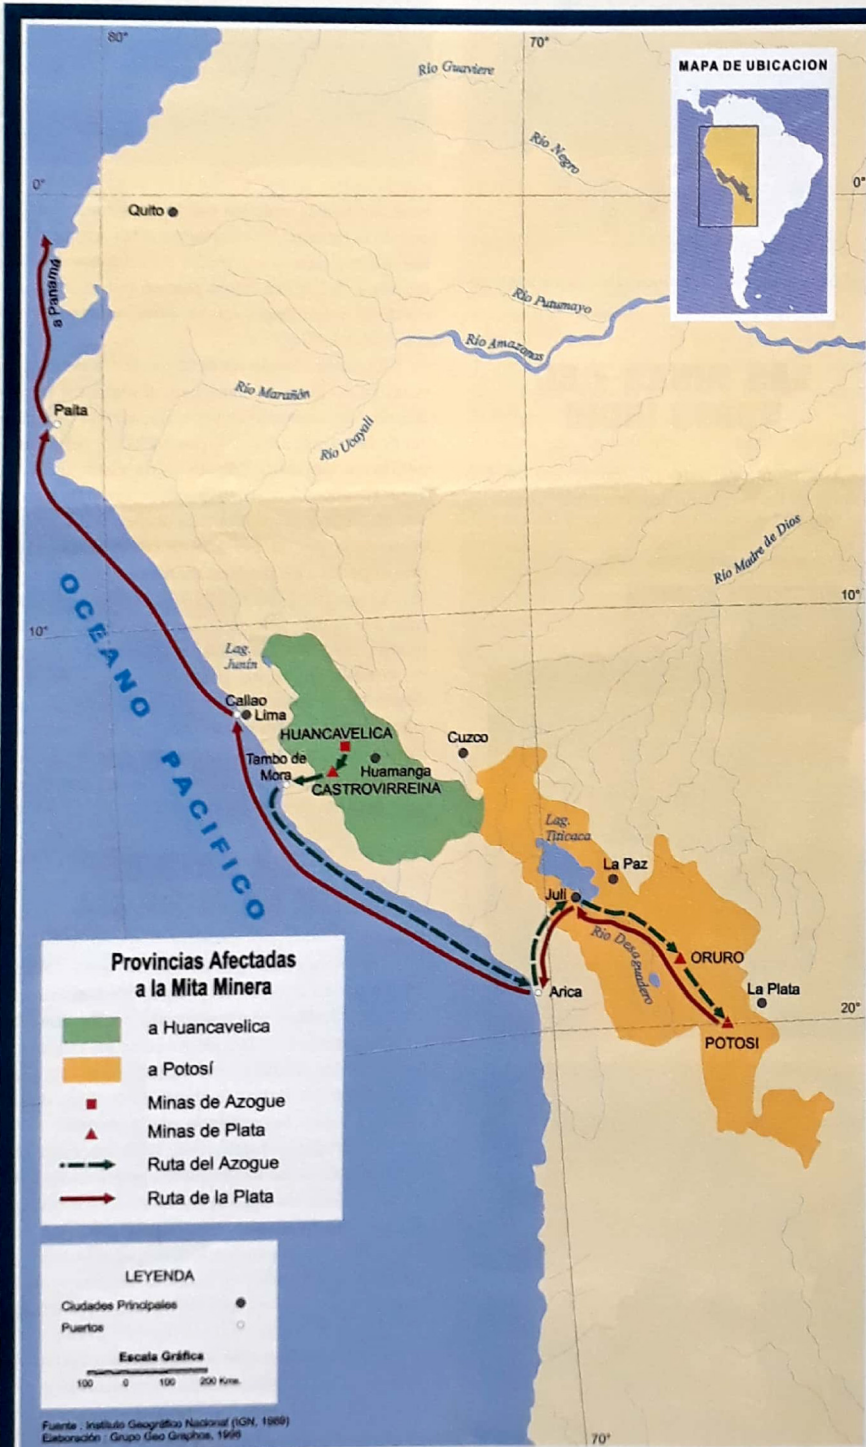 80°
70°
MAPA DE UBICACION
Río Guaviere
Río Negro
0°
0°
Quito
a Panamá
Río Putumayo
Río Amazonas
Río Marañón
Paita
Río Ucayali
Río Madre de Dios
OCEANO PACIFICO
10°
10°
Lag.
Junín
Callao
Lima
HUANCAVELICA
Cuzco
Tambo de
Mora
Huamanga
CASTROVIRREINA
Lag.
Titicaca
La Paz
Juli
Río Desaguadero
ORURO
Arica
La Plata
20°
POTOSI
Provincias Afectadas
a la Mita Minera
a Huancavelica
a Potosí
Minas de Azogue
Minas de Plata
Ruta del Azogue
Ruta de la Plata
LEYENDA
Ciudades Principales
Puertos
Escala Gráfica
100 0 100 200 Kms.
Fuente : Instituto Geográfico Nacional (IGN, 1989)
Elaboración : Grupo Geo Graphos, 1998
70°